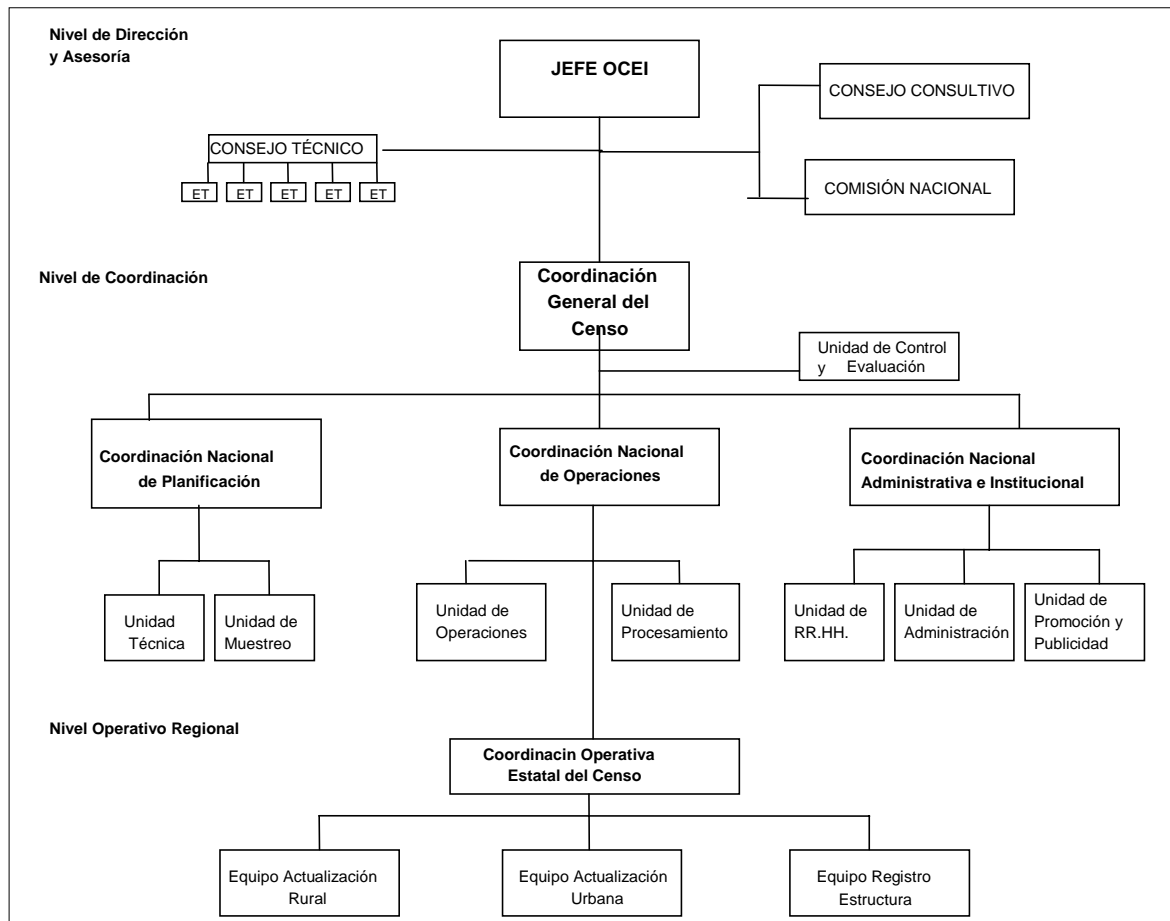 Nivel de Dirección
y Asesoría
JEFE OCEI
CONSEJO CONSULTIVO
CONSEJO TÉCNICO
ET ET ET ET ET
COMISIÓN NACIONAL
Nivel de Coordinación
Coordinación
General del
Censo
Unidad de Control
y Evaluación
Coordinación Nacional
de Planificación
Coordinación Nacional
de Operaciones
Coordinación Nacional
Administrativa e Institucional
Unidad
Técnica
Unidad de
Muestreo
Unidad de
Operaciones
Unidad de
Procesamiento
Unidad de
RR.HH.
Unidad de
Administración
Unidad de
Promoción y
Publicidad
Nivel Operativo Regional
Coordinacin Operativa
Estatal del Censo
Equipo Actualización
Rural
Equipo Actualización
Urbana
Equipo Registro
Estructura